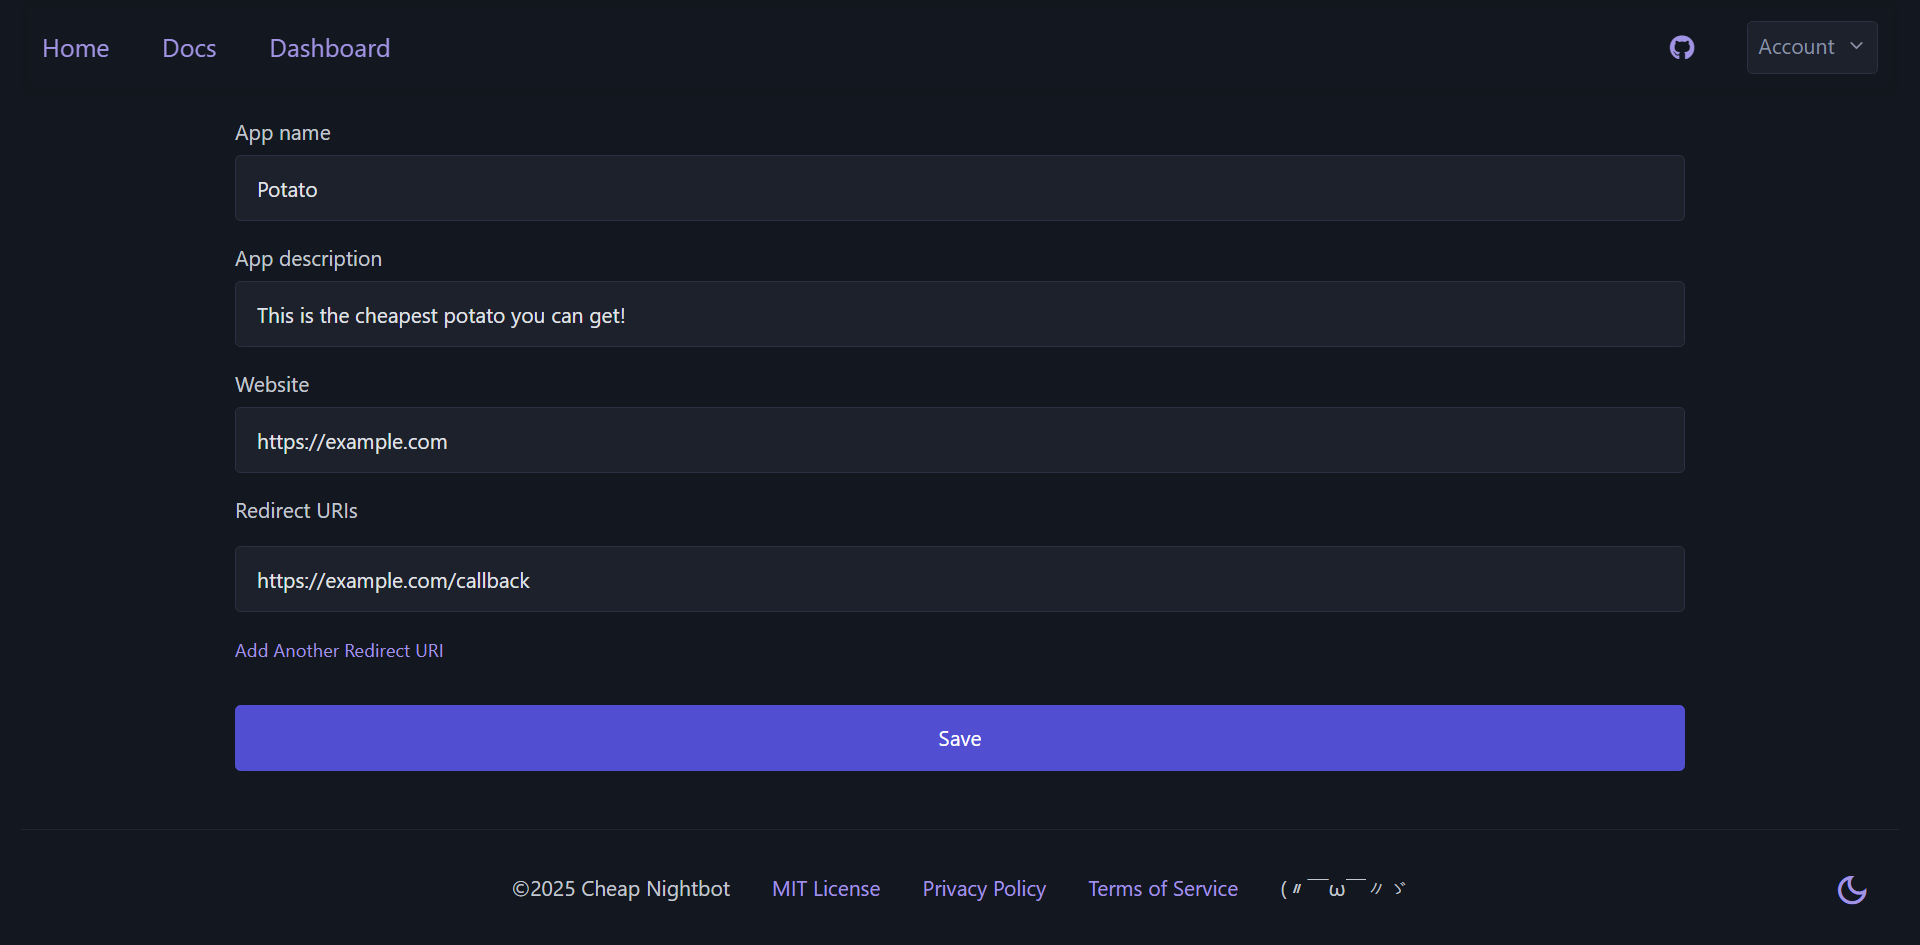 Home Docs Dashboard Account
App name
Potato
App description
This is the cheapest potato you can get!
Website
https://example.com
Redirect URIs
https://example.com/callback
Add Another Redirect URI
Save
©2025 Cheap Nightbot MIT License Privacy Policy Terms of Service (〃￣ω￣〃ゞ